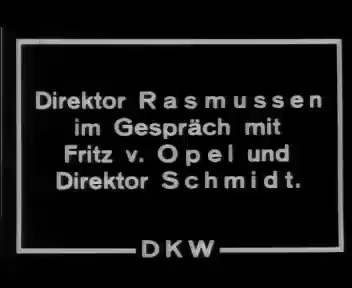 Direktor Rasmussen
im Gespräch mit
Fritz v. Opel und
Direktor Schmidt.
DKW